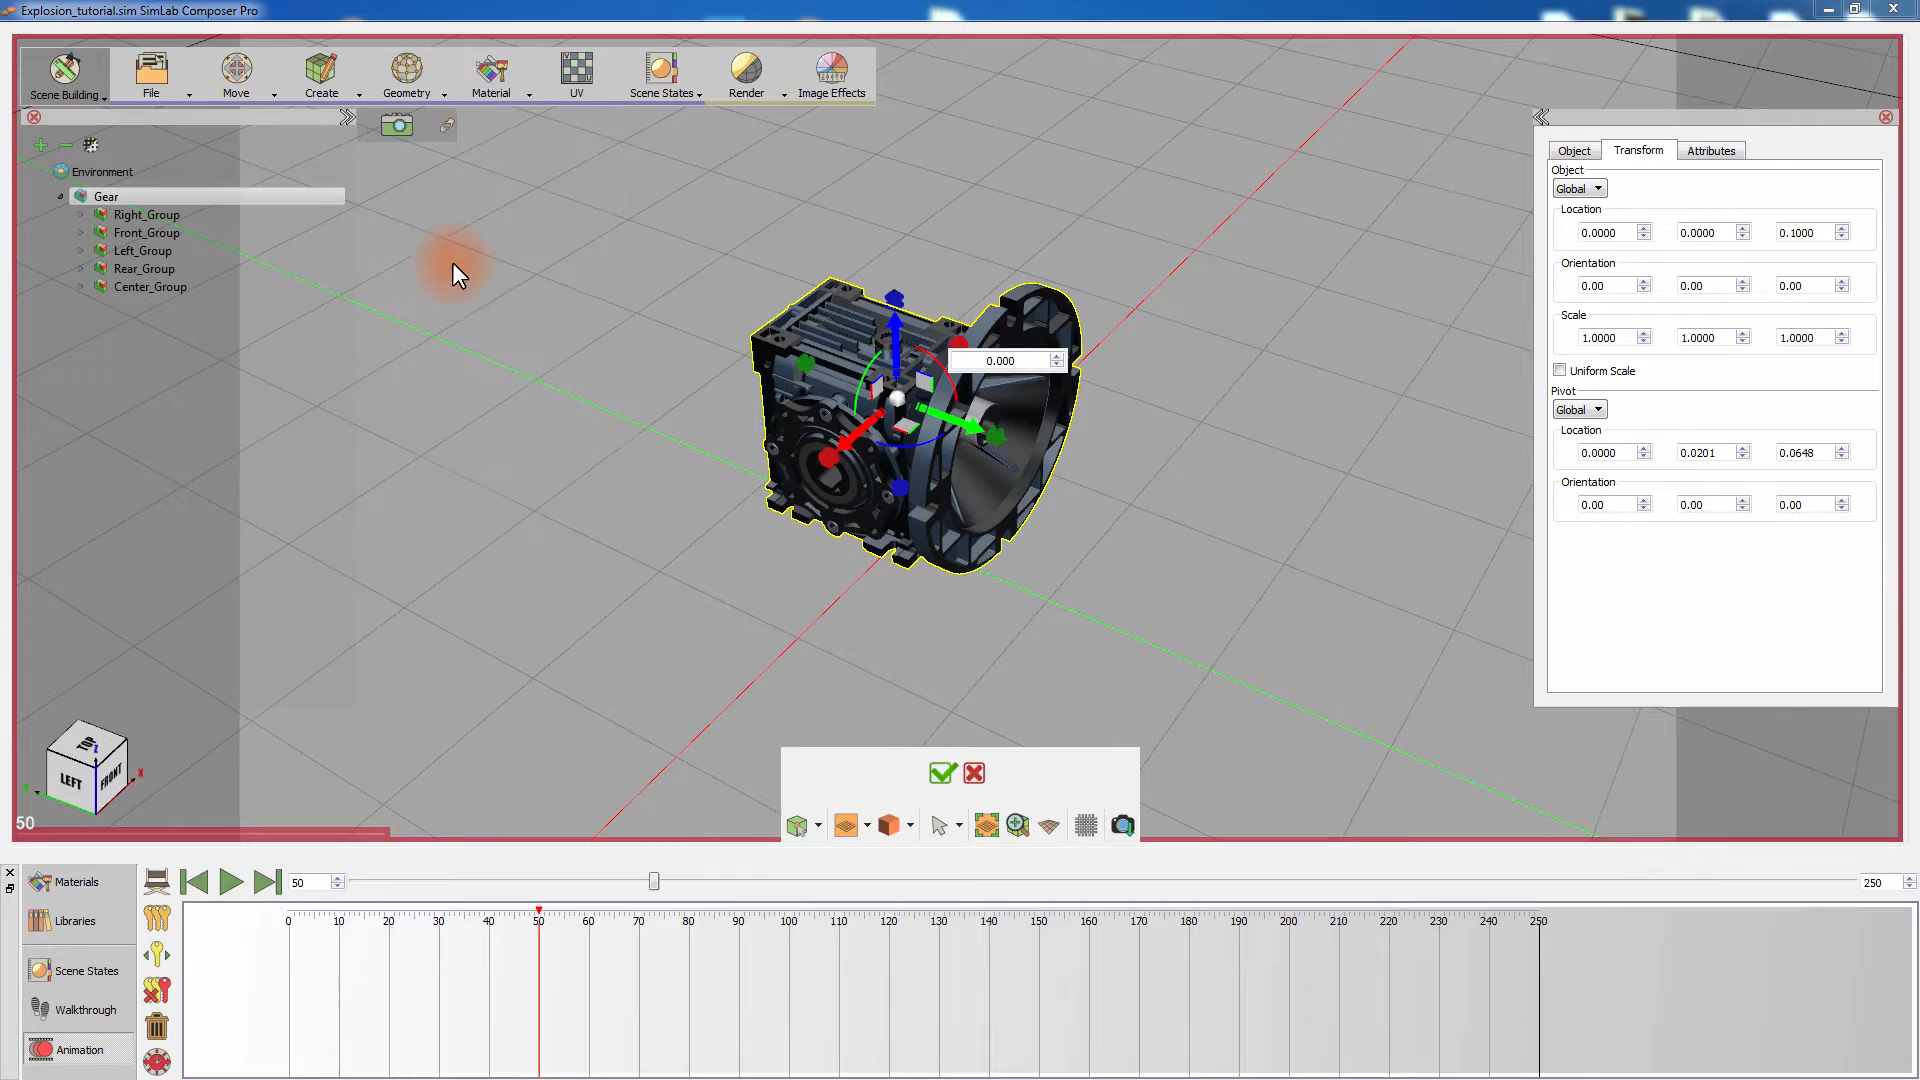 Explosion_tutorial.sim SimLab Composer Pro
Scene Building
File
Move
Create
Geometry
Material
UV
Scene States
Render
Image Effects
Environment
Gear
Right_Group
Front_Group
Left_Group
Rear_Group
Center_Group
0.000
Object
Transform
Attributes
Object
Global
Location
0.0000 0.0000 0.1000
Orientation
0.00 0.00 0.00
Scale
1.0000 1.0000 1.0000
Uniform Scale
Pivot
Global
Location
0.0000 0.0201 0.0648
Orientation
0.00 0.00 0.00
TOP
Z
LEFT
FRONT
X
50
Materials
Libraries
Scene States
Walkthrough
Animation
50
250
0 10 20 30 40 50 60 70 80 90 100 110 120 130 140 150 160 170 180 190 200 210 220 230 240 250